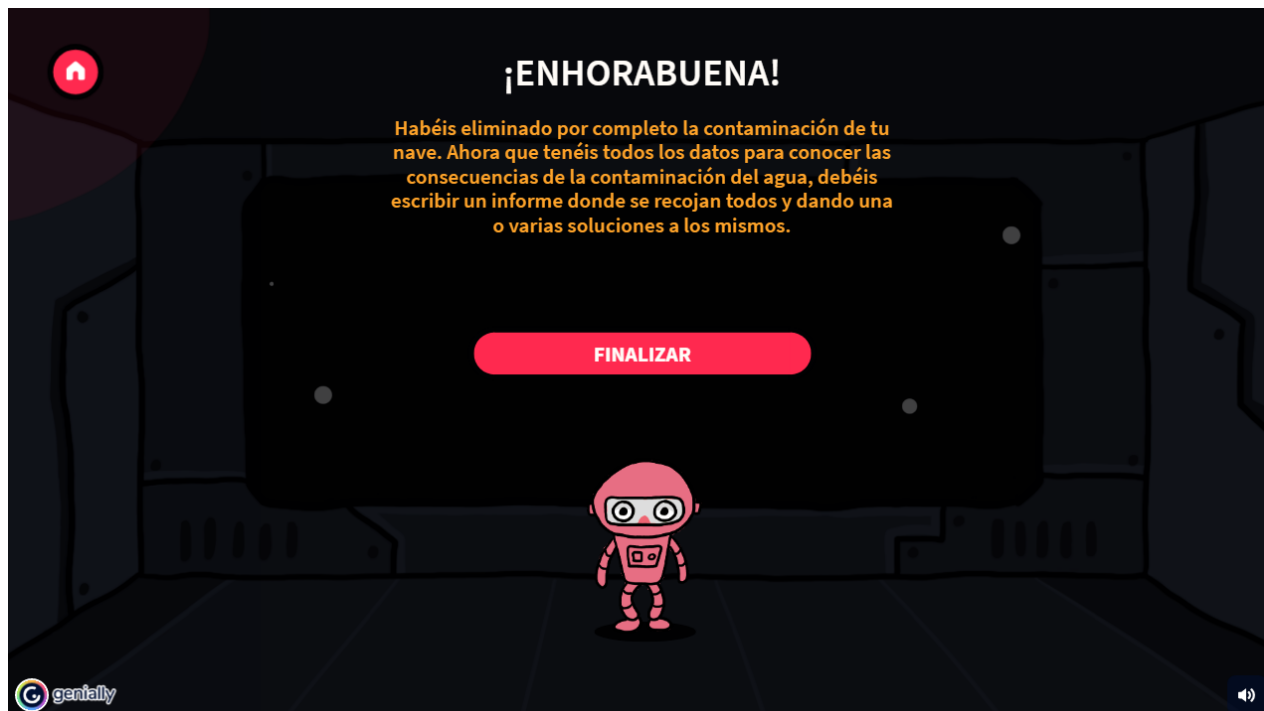 ¡ENHORABUENA!
Habéis eliminado por completo la contaminación de tu
nave. Ahora que tenéis todos los datos para conocer las
consecuencias de la contaminación del agua, debéis
escribir un informe donde se recojan todos y dando una
o varias soluciones a los mismos.
FINALIZAR
genially